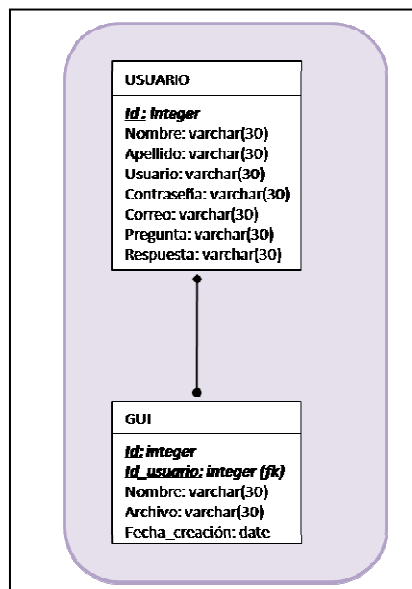 USUARIO
Id : integer
Nombre: varchar(30)
Apellido: varchar(30)
Usuario: varchar(30)
Contraseña: varchar(30)
Correo: varchar(30)
Pregunta: varchar(30)
Respuesta: varchar(30)
GUI
Id: integer
Id_usuario: integer (fk)
Nombre: varchar(30)
Archivo: varchar(30)
Fecha_creación: date